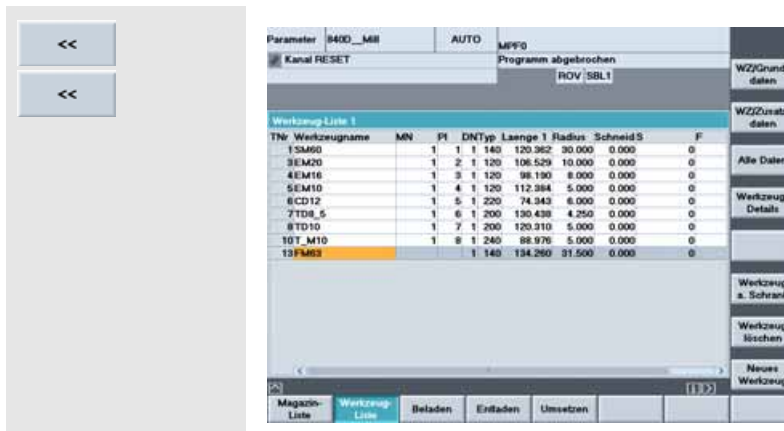 <<
<<
Parameter 840D__Mill AUTO MPF0
Kanal RESET Programm abgebrochen
ROV SBL1
Werkzeug-Liste 1
TNr Werkzeugname MN Pl DN Typ Laenge 1 Radius Schneid S F
1 SM60 1 1 1 140 120.362 30.000 0.000 0
3 EM20 1 2 1 120 106.529 10.000 0.000 0
4 EM16 1 3 1 120 98.190 8.000 0.000 0
5 EM10 1 4 1 120 112.384 5.000 0.000 0
6 CD12 1 5 1 220 74.343 6.000 0.000 0
7 TD8_5 1 6 1 200 130.438 4.250 0.000 0
8 TD10 1 7 1 200 120.310 5.000 0.000 0
10 T_M10 1 8 1 240 88.976 5.000 0.000 0
13 FM63 1 140 134.260 31.500 0.000 0
WZ/Grund
daten
WZ/Zusatz
daten
Alle Daten
Werkzeug
Details
Werkzeug
a. Schrank
Werkzeug
löschen
Neues
Werkzeug
Magazin-
Liste
Werkzeug-
Liste
Beladen
Entladen
Umsetzen